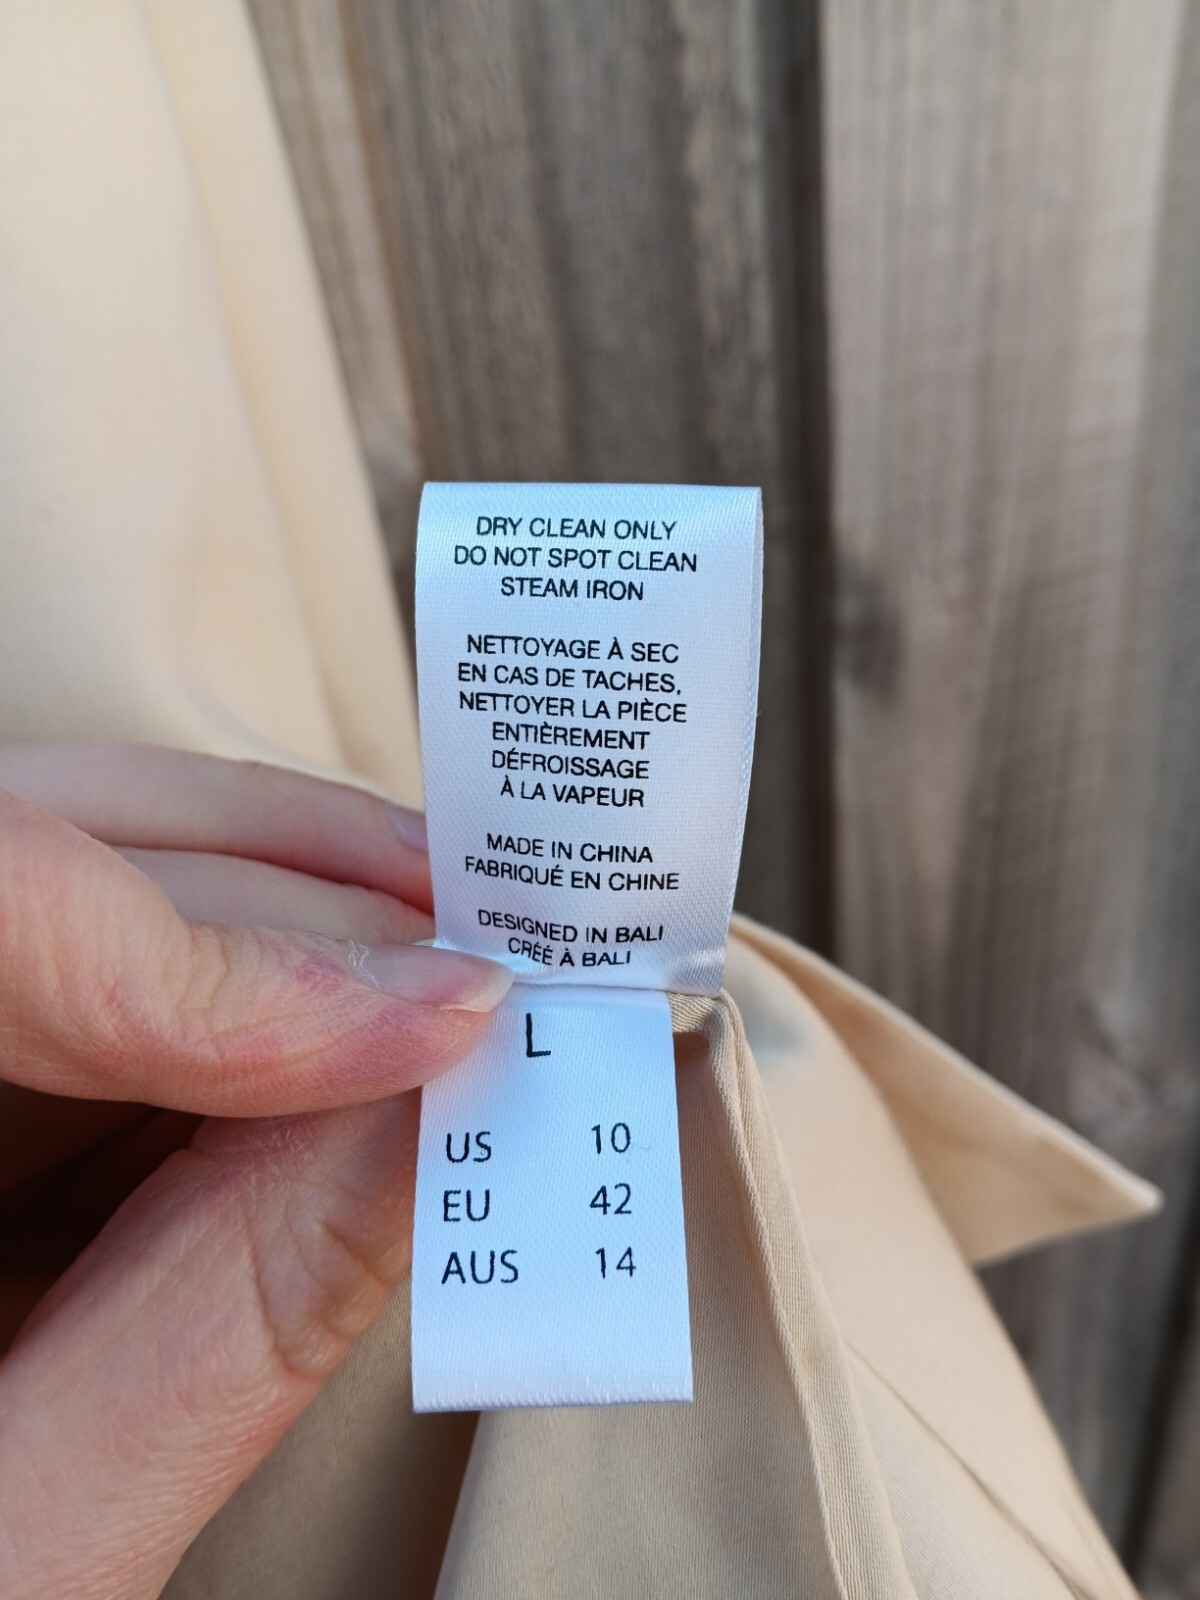 DRY CLEAN ONLY
DO NOT SPOT CLEAN
STEAM IRON
NETTOYAGE À SEC
EN CAS DE TACHES,
NETTOYER LA PIÈCE
ENTIÈREMENT
DÉFROISSAGE
À LA VAPEUR
MADE IN CHINA
FABRIQUÉ EN CHINE
DESIGNED IN BALI
CRÉÉ À BALI
L
US 10
EU 42
AUS 14